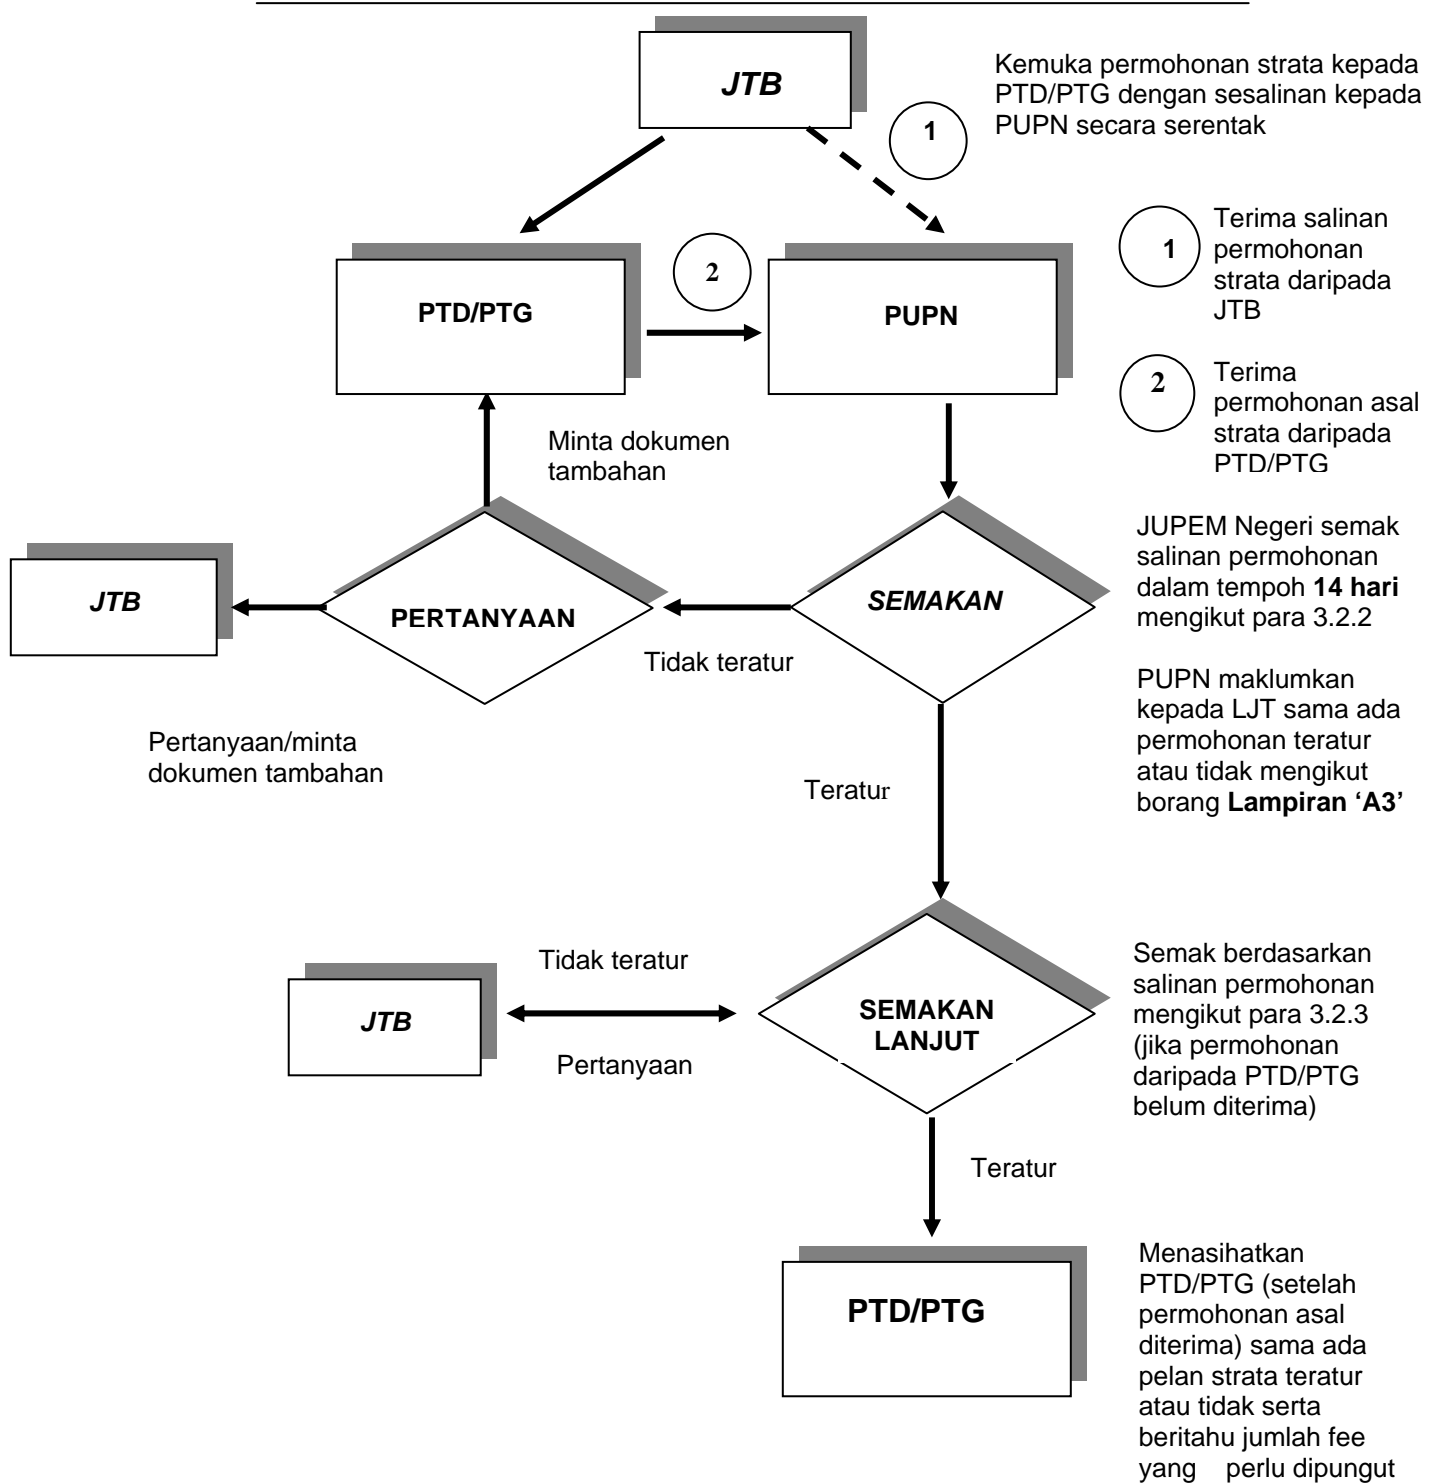 JTB
Kemuka permohonan strata kepada
PTD/PTG dengan sesalinan kepada
PUPN secara serentak
1
PTD/PTG
2
PUPN
1
Terima salinan
permohonan
strata daripada
JTB
2
Terima
permohonan asal
strata daripada
PTD/PTG
Minta dokumen
tambahan
JTB
PERTANYAAN
SEMAKAN
Tidak teratur
JUPEM Negeri semak
salinan permohonan
dalam tempoh 14 hari
mengikut para 3.2.2
Pertanyaan/minta
dokumen tambahan
Teratur
PUPN maklumkan
kepada LJT sama ada
permohonan teratur
atau tidak mengikut
borang Lampiran ‘A3’
Tidak teratur
JTB
Pertanyaan
SEMAKAN
LANJUT
Semak berdasarkan
salinan permohonan
mengikut para 3.2.3
(jika permohonan
daripada PTD/PTG
belum diterima)
Teratur
PTD/PTG
Menasihatkan
PTD/PTG (setelah
permohonan asal
diterima) sama ada
pelan strata teratur
atau tidak serta
beritahu jumlah fee
yang perlu dipungut